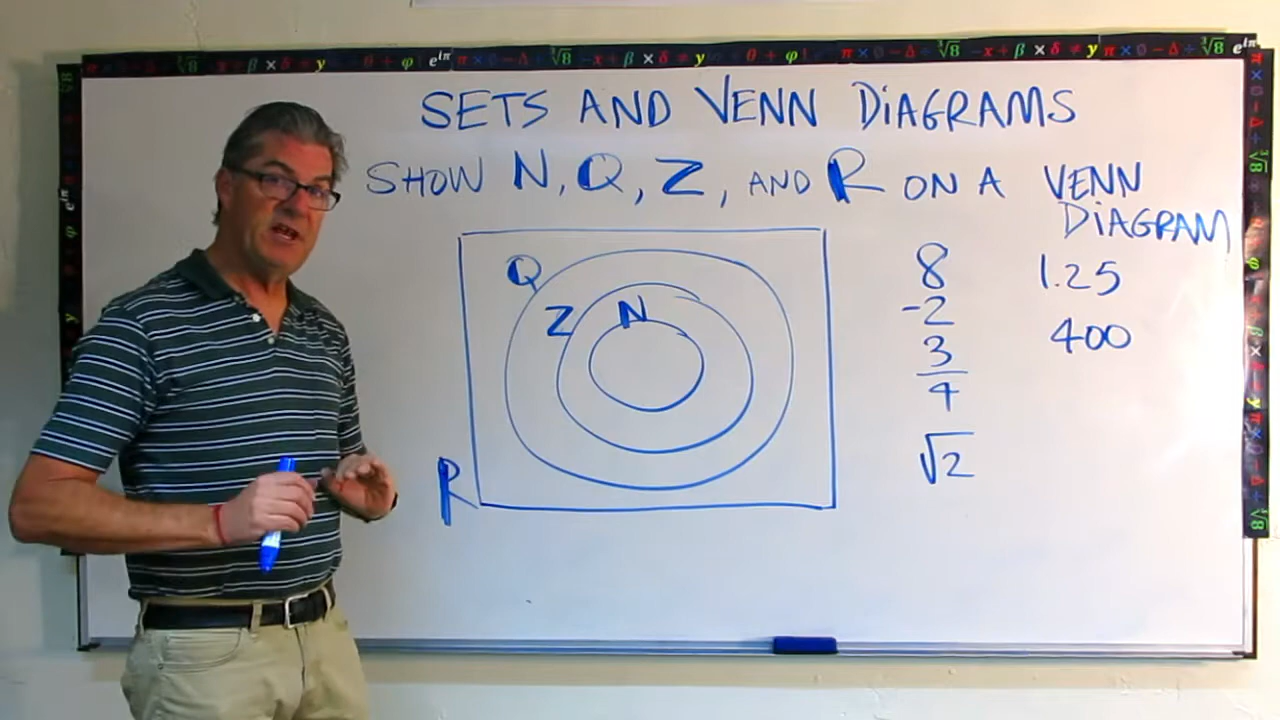 SETS AND VENN DIAGRAMS
SHOW N, Q, Z, AND R ON A VENN
DIAGRAM
Q
Z
N
R
8
-2
3
4
√2
1.25
400